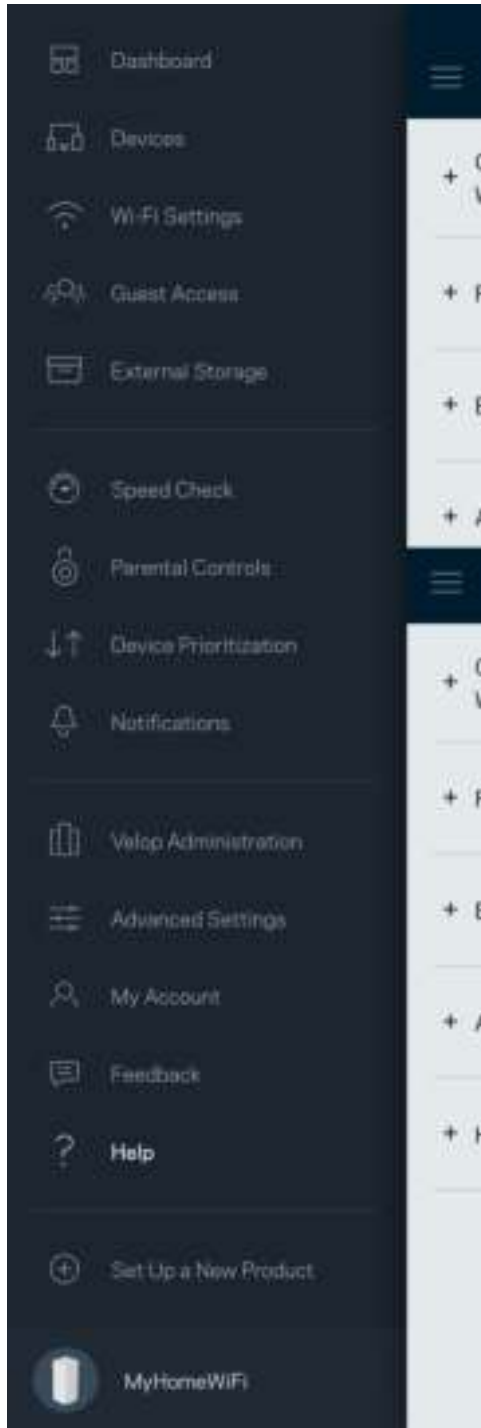 Dashboard
Devices
Wi-Fi Settings
Guest Access
External Storage
Speed Check
Parental Controls
Device Prioritization
Notifications
Velop Administration
Advanced Settings
My Account
Feedback
Help
Set Up a New Product
MyHomeWiFi